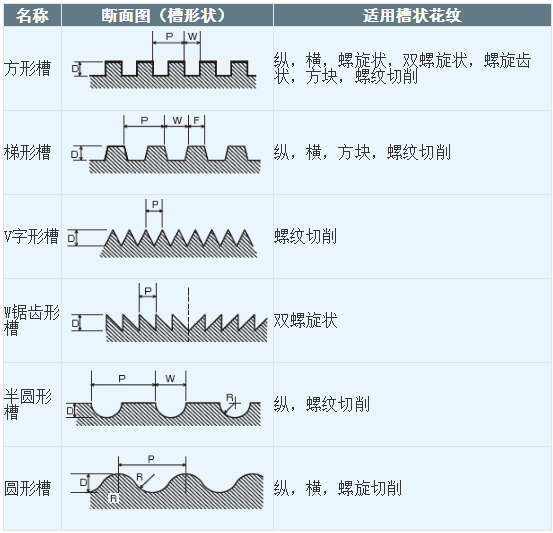 名称 断面图（槽形状） 适用槽状花纹
方形槽
P W
D
纵，横，螺旋状，双螺旋状，螺旋齿
状，方块，螺纹切削
梯形槽
P W F
D
纵，横，方块，螺纹切削
V字形槽
P
D
螺纹切削
W锯齿形
槽
P
D
双螺旋状
半圆形
槽
P W
R
D
纵，螺纹切削
圆形槽
P
R
D
R
纵，横，螺旋切削